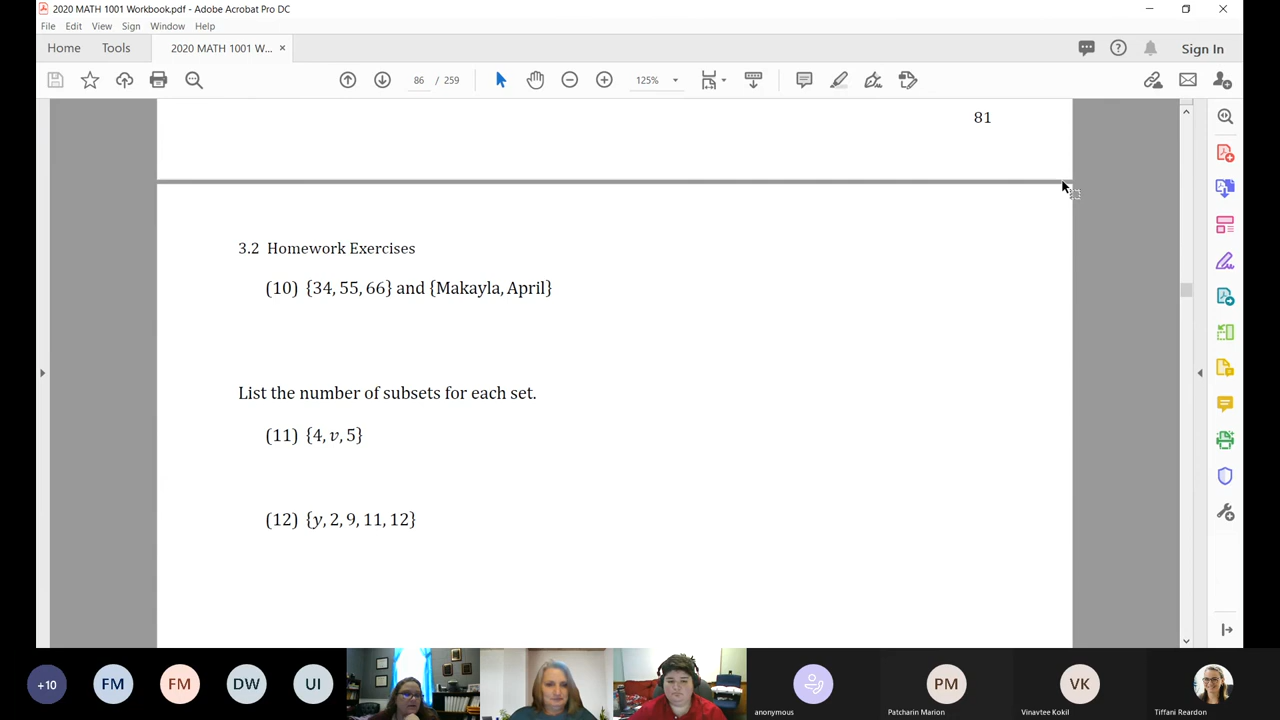 2020 MATH 1001 Workbook.pdf - Adobe Acrobat Pro DC
File Edit View Sign Window Help
Home Tools 2020 MATH 1001 W... × Sign In
86 / 259 125%
81
3.2 Homework Exercises
(10) {34, 55, 66} and {Makayla, April}
List the number of subsets for each set.
(11) {4, v, 5}
(12) {y, 2, 9, 11, 12}
+10 FM FM DW UI PM VK
anonymous Patcharin Marion Vinavtee Kokil Tiffani Reardon